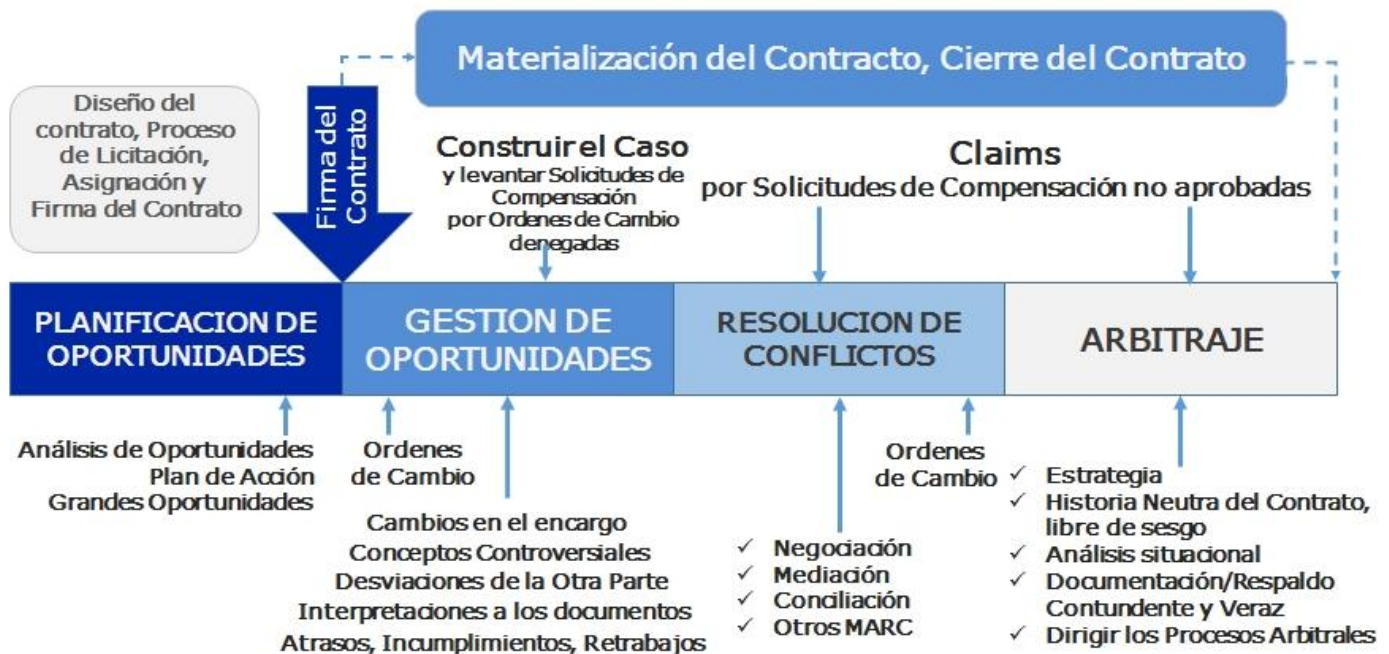 Materialización del Contracto, Cierre del Contrato
Diseño del
contrato, Proceso
de Licitación,
Asignación y
Firma del Contrato
Firma del
Contrato
Construir el Caso
y levantar Solicitudes de
Compensación
por Ordenes de Cambio
denegadas
Claims
por Solicitudes de Compensación no aprobadas
PLANIFICACION DE
OPORTUNIDADES
GESTION DE
OPORTUNIDADES
RESOLUCION DE
CONFLICTOS
ARBITRAJE
Análisis de Oportunidades
Plan de Acción
Grandes Oportunidades
Ordenes
de Cambio
Cambios en el encargo
Conceptos Controversiales
Desviaciones de la Otra Parte
Interpretaciones a los documentos
Atrasos, Incumplimientos, Retrabajos
✓ Negociación
✓ Mediación
✓ Conciliación
✓ Otros MARC
Ordenes
de Cambio
✓ Estrategia
✓ Historia Neutra del Contrato,
libre de sesgo
✓ Análisis situacional
✓ Documentación/Respaldo
Contundente y Veraz
✓ Dirigir los Procesos Arbitrales